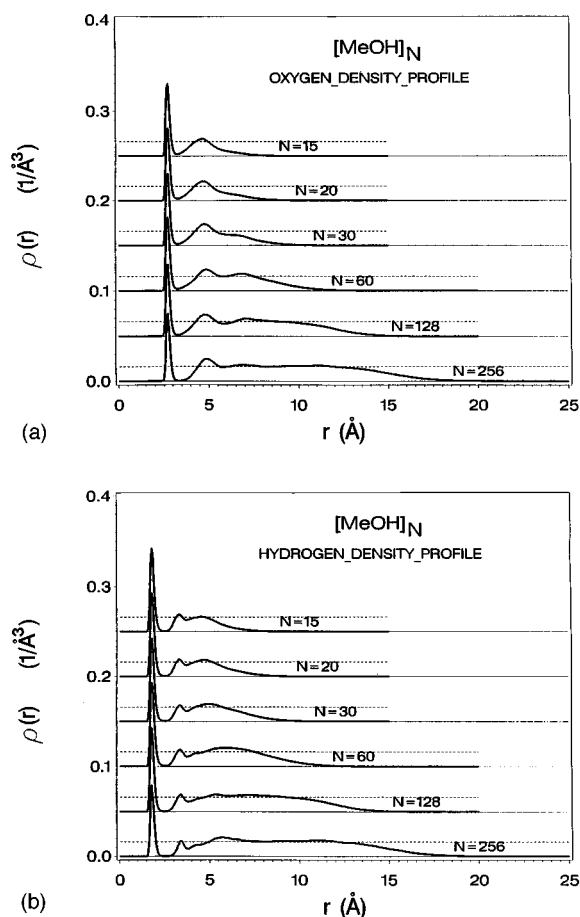 0.4
[MeOH]N
OXYGEN_DENSITY_PROFILE
0.3
N=15
0.2
N=20
N=30
0.1
N=60
N=128
0.0
N=256
ρ(r) (1/Å³)
0 5 10 15 20 25
(a)
r (Å)
0.4
[MeOH]N
HYDROGEN_DENSITY_PROFILE
0.3
N=15
0.2
N=20
N=30
0.1
N=60
N=128
0.0
N=256
ρ(r) (1/Å³)
0 5 10 15 20 25
(b)
r (Å)